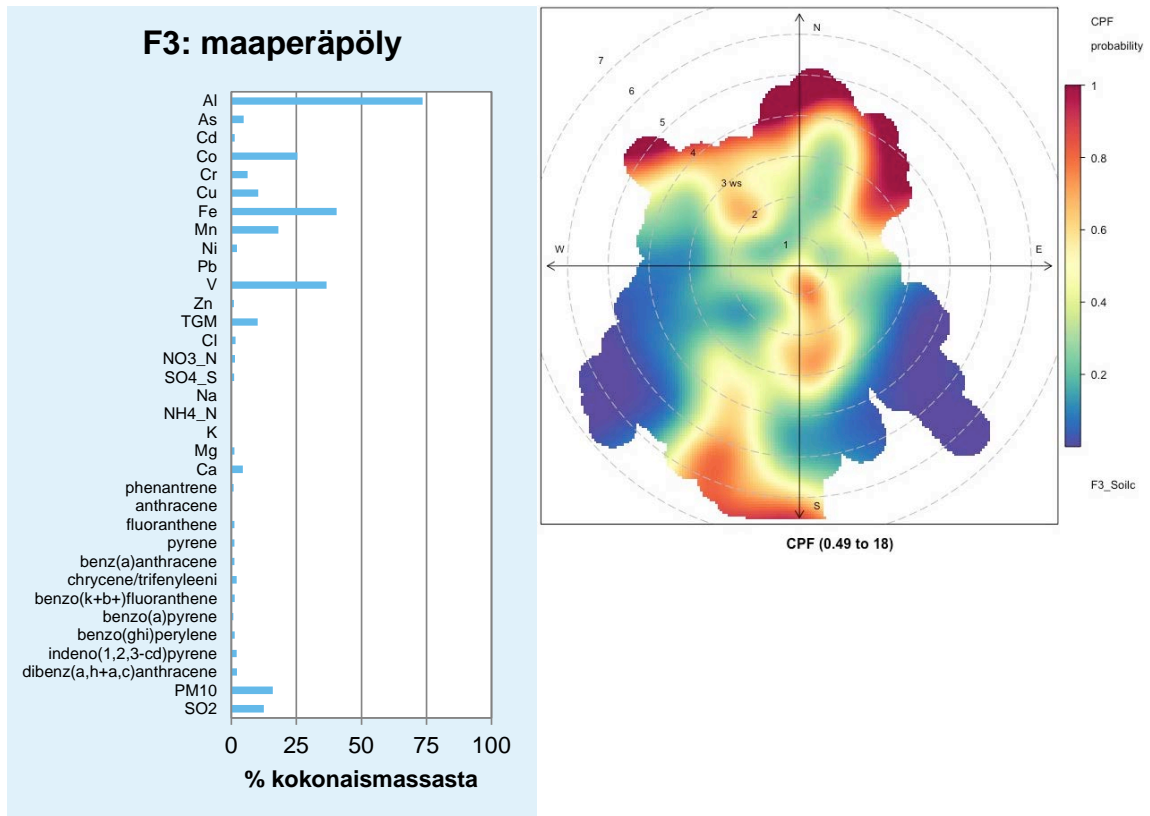 F3: maaperäpöly
Al
As
Cd
Co
Cr
Cu
Fe
Mn
Ni
Pb
V
Zn
TGM
Cl
NO3_N
SO4_S
Na
NH4_N
K
Mg
Ca
phenantrene
anthracene
fluoranthene
pyrene
benz(a)anthracene
chrycene/trifenyleeni
benzo(k+b+)fluoranthene
benzo(a)pyrene
benzo(ghi)perylene
indeno(1,2,3-cd)pyrene
dibenz(a,h+a,c)anthracene
PM10
SO2
0 25 50 75 100
% kokonaismassasta
N
7
6
5
4
3 ws
2
1
W
E
S
CPF (0.49 to 18)
CPF
probability
1
0.8
0.6
0.4
0.2
F3_Soilc